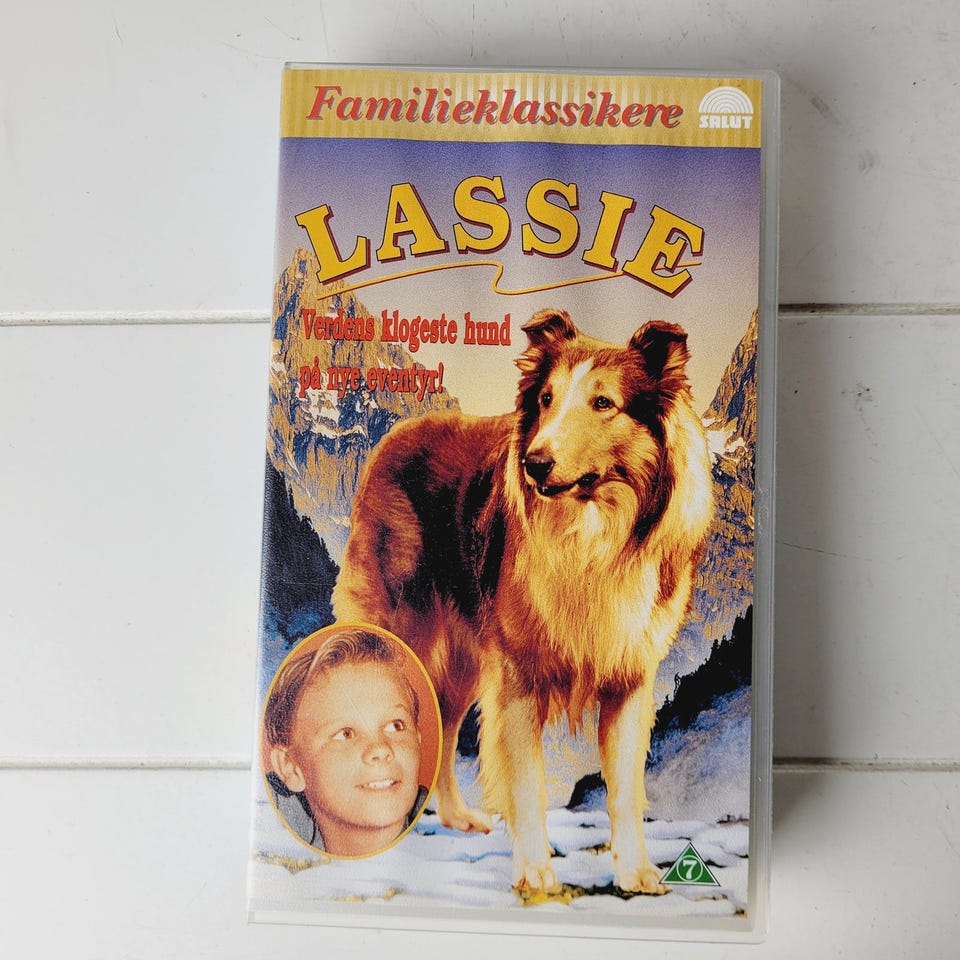 Familieklassikere
SALUT
LASSIE
Verdens klogeste hund
på nye eventyr!
7